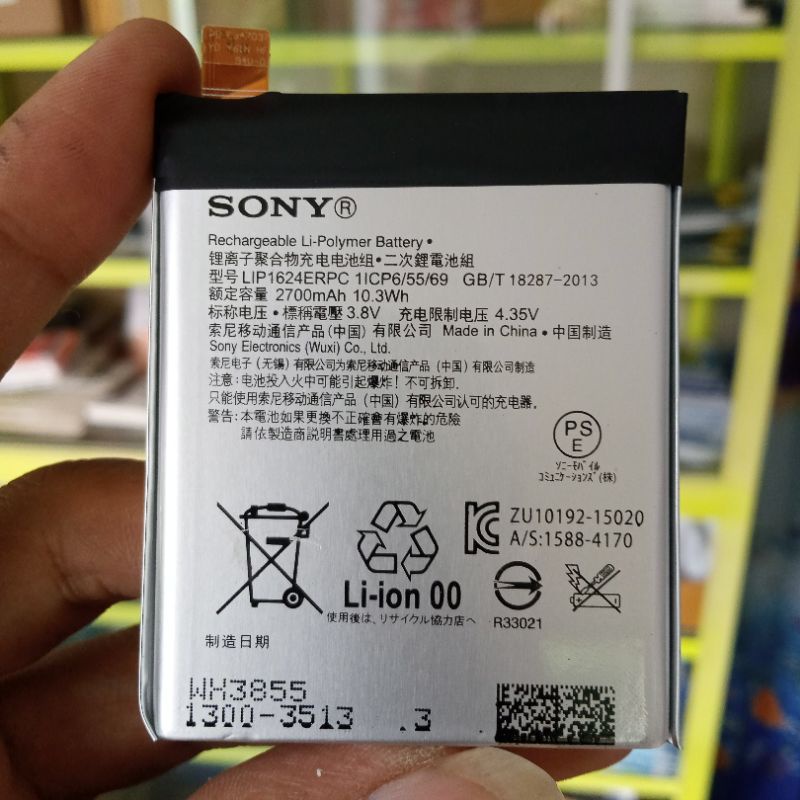 SONY®
Rechargeable Li-Polymer Battery •
锂离子聚合物充电电池组•二次鋰電池組
型号 LIP1624ERPC 1ICP6/55/69 GB/T 18287-2013
额定容量 2700mAh 10.3Wh
标称电压•標稱電壓 3.8V 充电限制电压 4.35V
索尼移动通信产品(中国)有限公司 Made in China • 中国制造
Sony Electronics (Wuxi) Co., Ltd.
索尼电子(无锡)有限公司为索尼移动通信产品(中国)有限公司制造
注意:电池投入火中可能引起爆炸!不可拆卸.
只能使用索尼移动通信产品(中国)有限公司认可的充电器。
警告:本電池如果更換不正確會有爆炸的危險
請依製造商說明書處理用過之電池
PS
E
ソニーモバイル
コミュニケーションズ(株)
ZU10192-15020
A/S:1588-4170
Li-ion 00
使用後は、リサイクル協力店へ
R33021
制造日期
WH3855
1300-3513 .3